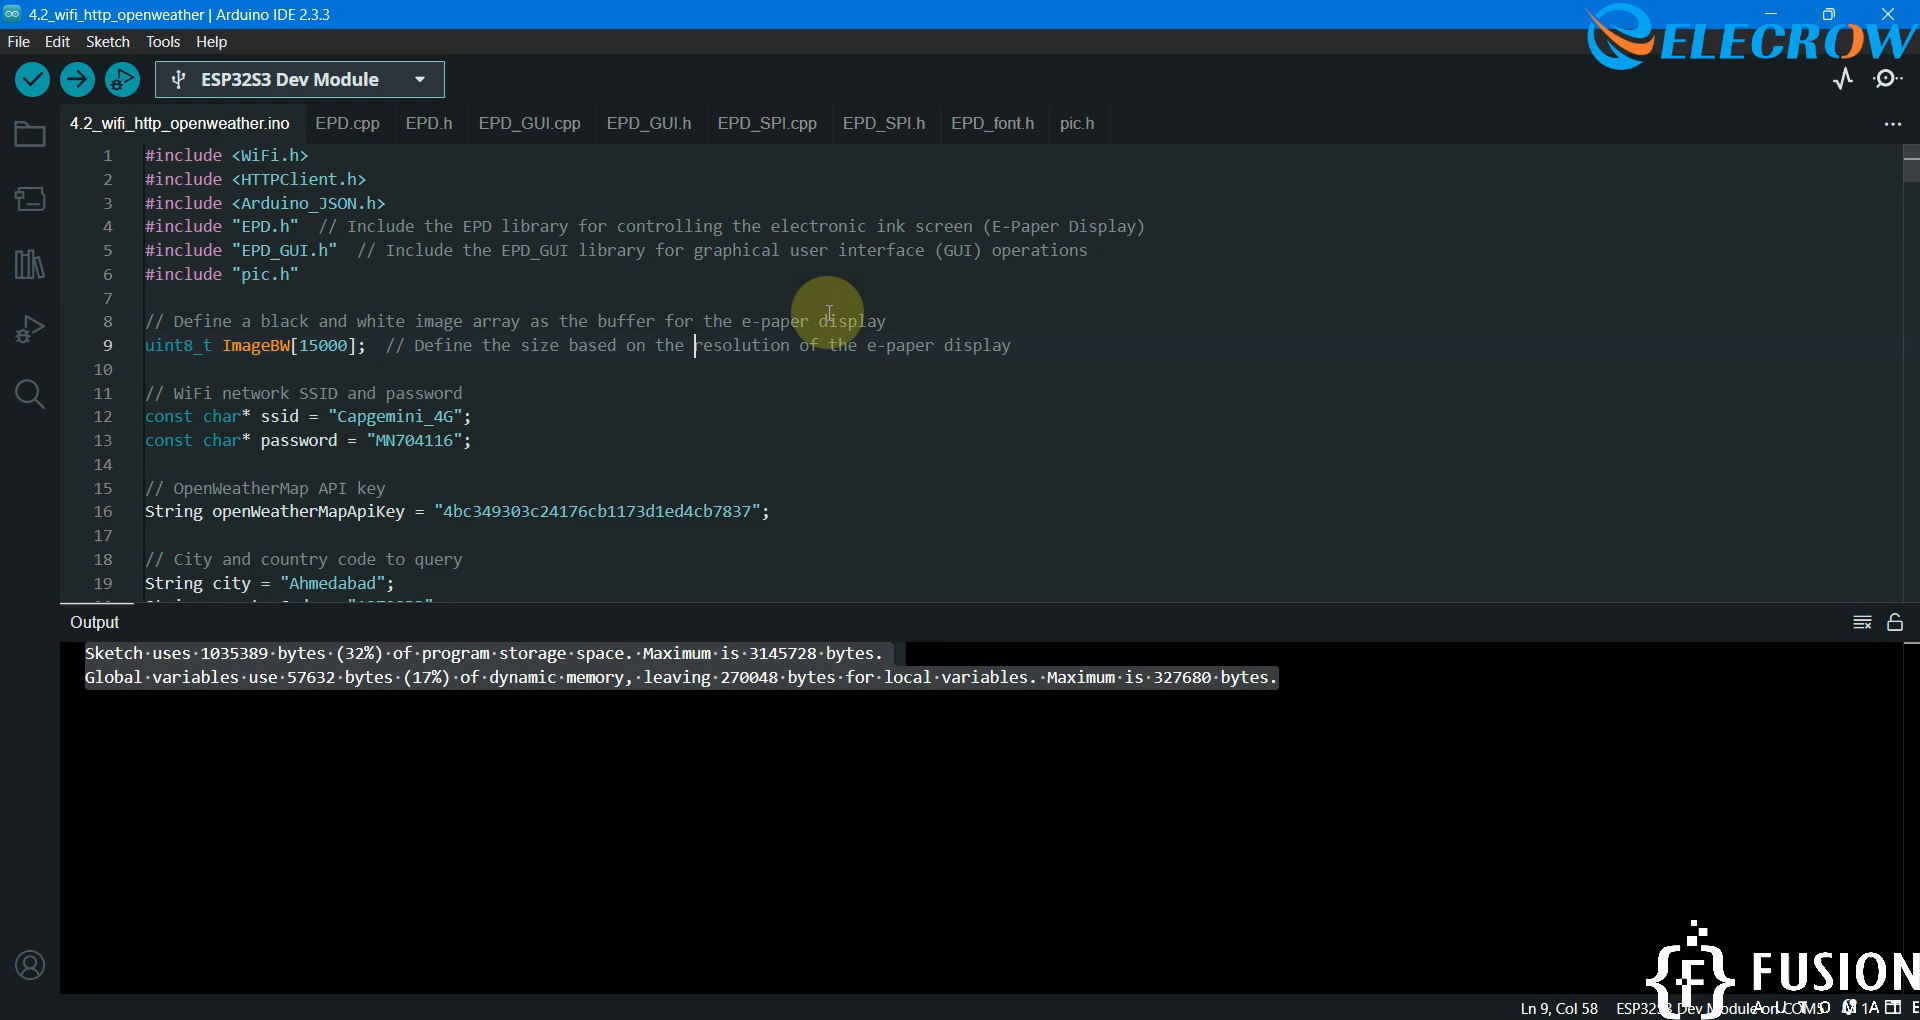 4.2_wifi_http_openweather | Arduino IDE 2.3.3
File Edit Sketch Tools Help
ELECROW
ESP32S3 Dev Module
4.2_wifi_http_openweather.ino EPD.cpp EPD.h EPD_GUI.cpp EPD_GUI.h EPD_SPI.cpp EPD_SPI.h EPD_font.h pic.h
1 #include <WiFi.h>
2 #include <HTTPClient.h>
3 #include <Arduino_JSON.h>
4 #include "EPD.h" // Include the EPD library for controlling the electronic ink screen (E-Paper Display)
5 #include "EPD_GUI.h" // Include the EPD_GUI library for graphical user interface (GUI) operations
6 #include "pic.h"
7
8 // Define a black and white image array as the buffer for the e-paper display
9 uint8_t ImageBW[15000]; // Define the size based on the resolution of the e-paper display
10
11 // WiFi network SSID and password
12 const char* ssid = "Capgemini_4G";
13 const char* password = "MN704116";
14
15 // OpenWeatherMap API key
16 String openWeatherMapApiKey = "4bc349303c24176cb1173d1ed4cb7837";
17
18 // City and country code to query
19 String city = "Ahmedabad";
Output
Sketch·uses·1035389·bytes·(32%)·of·program·storage·space.·Maximum·is·3145728·bytes.
Global·variables·use·57632·bytes·(17%)·of·dynamic·memory,·leaving·270048·bytes·for·local·variables.·Maximum·is·327680·bytes.
FUSION
Ln 9, Col 58 ESP32S3 Dev Module on COM5